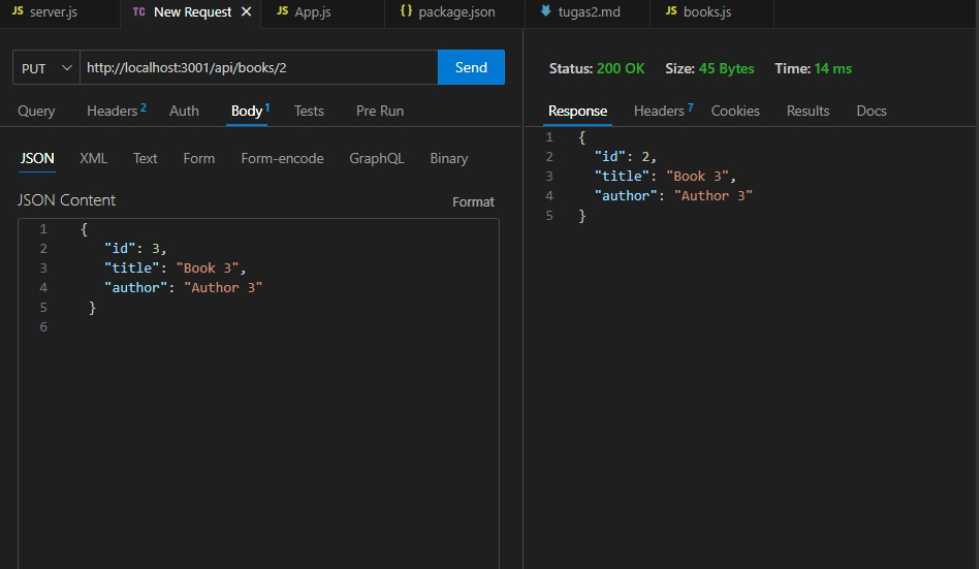 JS server.js TC New Request × JS App.js {} package.json tugas2.md JS books.js
PUT http://localhost:3001/api/books/2 Send
Query Headers 2 Auth Body 1 Tests Pre Run
JSON XML Text Form Form-encode GraphQL Binary
JSON Content Format
1 {
2 "id": 3,
3 "title": "Book 3",
4 "author": "Author 3"
5 }
6
Status: 200 OK Size: 45 Bytes Time: 14 ms
Response Headers 7 Cookies Results Docs
1 {
2 "id": 2,
3 "title": "Book 3",
4 "author": "Author 3"
5 }